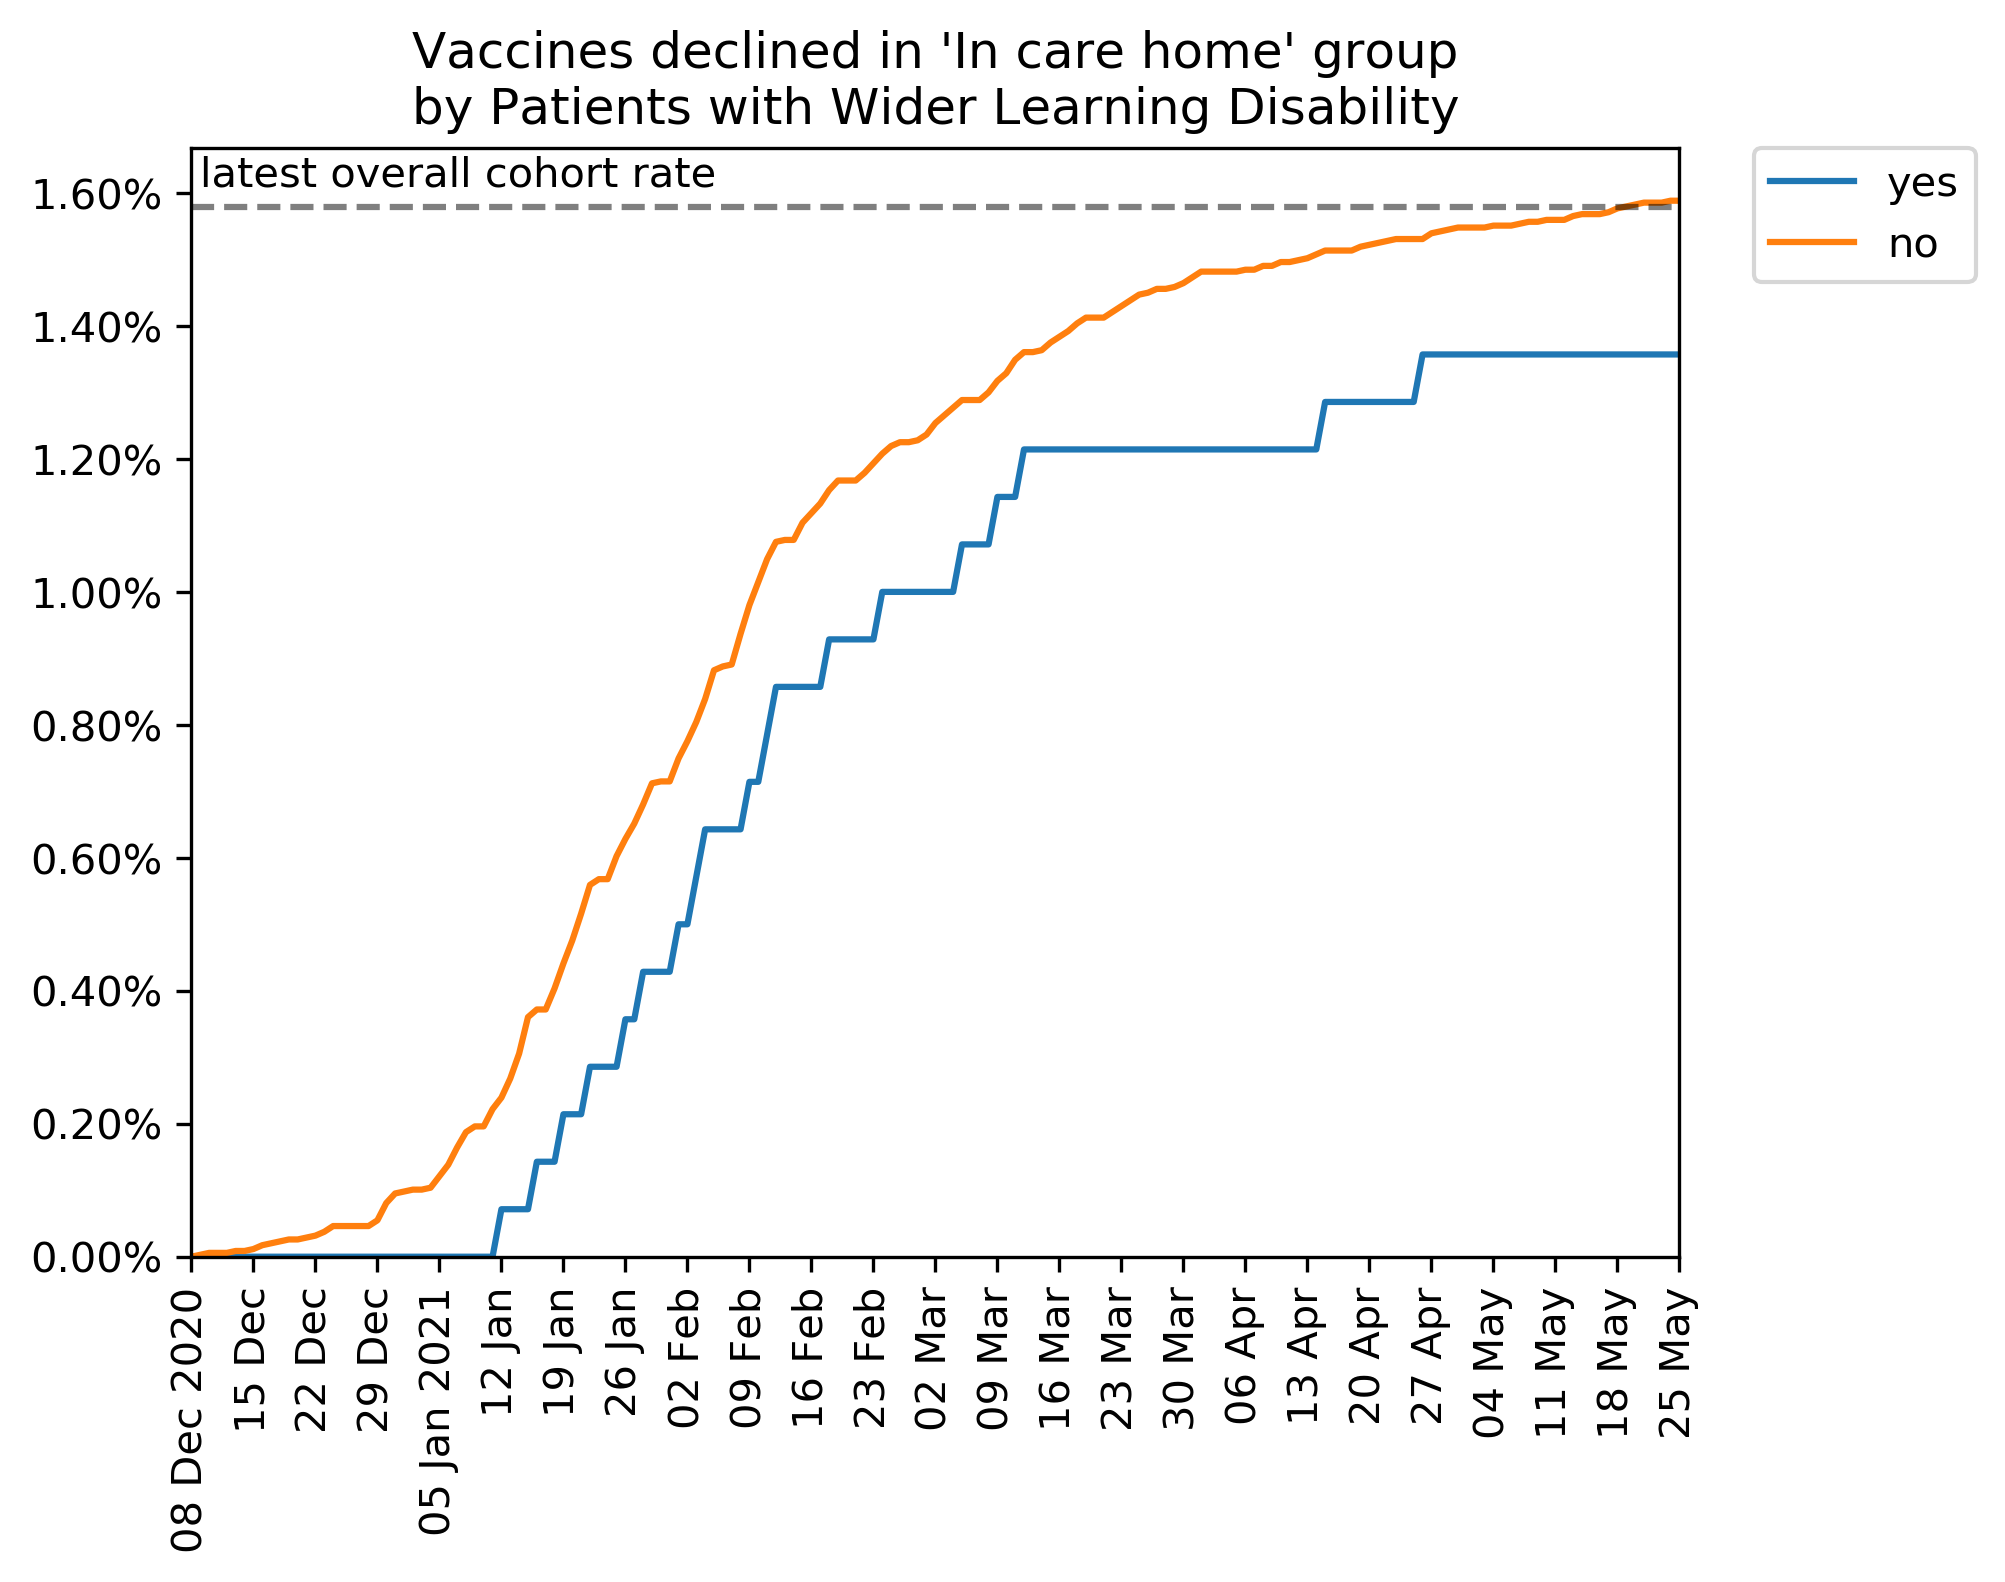 Vaccines declined in 'In care home' group
by Patients with Wider Learning Disability
latest overall cohort rate
yes
no
1.60%
1.40%
1.20%
1.00%
0.80%
0.60%
0.40%
0.20%
0.00%
08 Dec 2020
15 Dec
22 Dec
29 Dec
05 Jan 2021
12 Jan
19 Jan
26 Jan
02 Feb
09 Feb
16 Feb
23 Feb
02 Mar
09 Mar
16 Mar
23 Mar
30 Mar
06 Apr
13 Apr
20 Apr
27 Apr
04 May
11 May
18 May
25 May